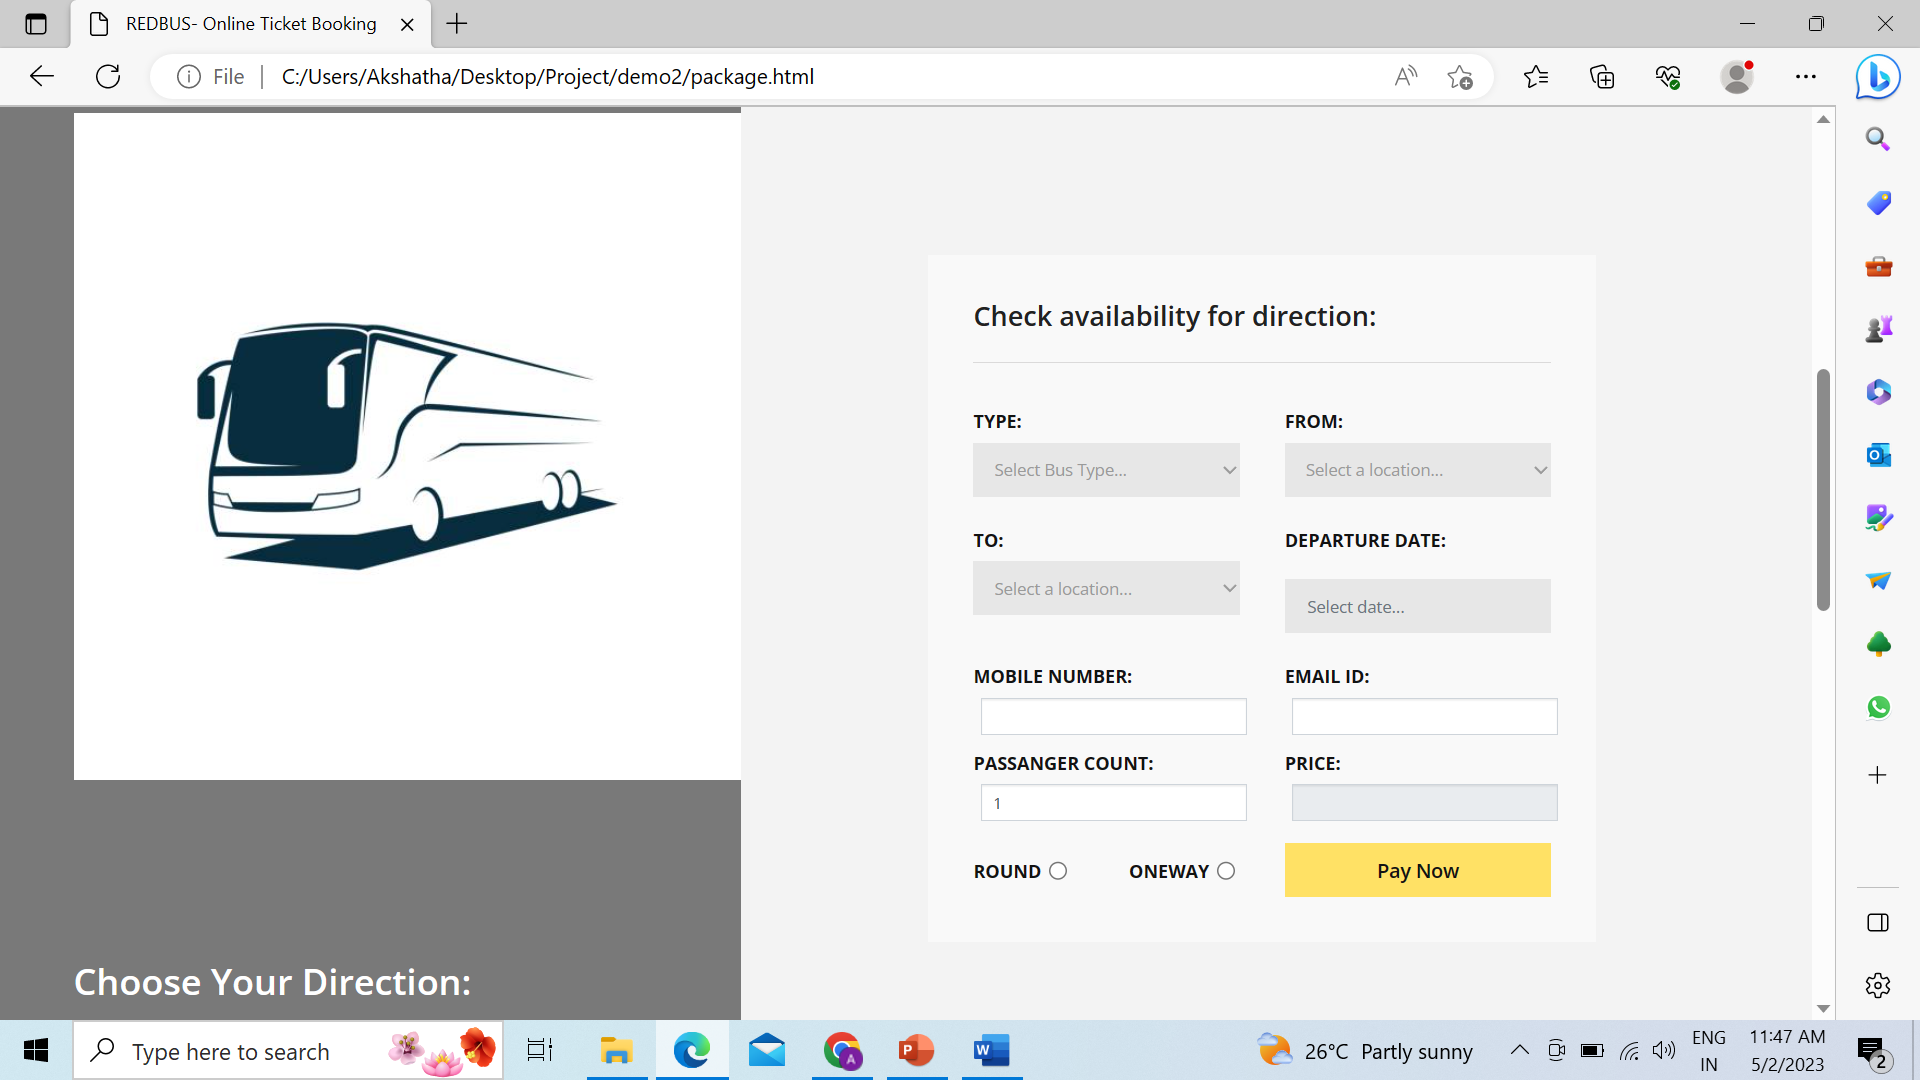 REDBUS- Online Ticket Booking
File
C:/Users/Akshatha/Desktop/Project/demo2/package.html
Check availability for direction:
TYPE: FROM:
Select Bus Type... Select a location...
TO: DEPARTURE DATE:
Select a location... Select date...
MOBILE NUMBER: EMAIL ID:
PASSANGER COUNT: PRICE:
1
ROUND ONEWAY Pay Now
Choose Your Direction:
Type here to search
A
P
W
26°C Partly sunny
ENG
IN
11:47 AM
5/2/2023
2